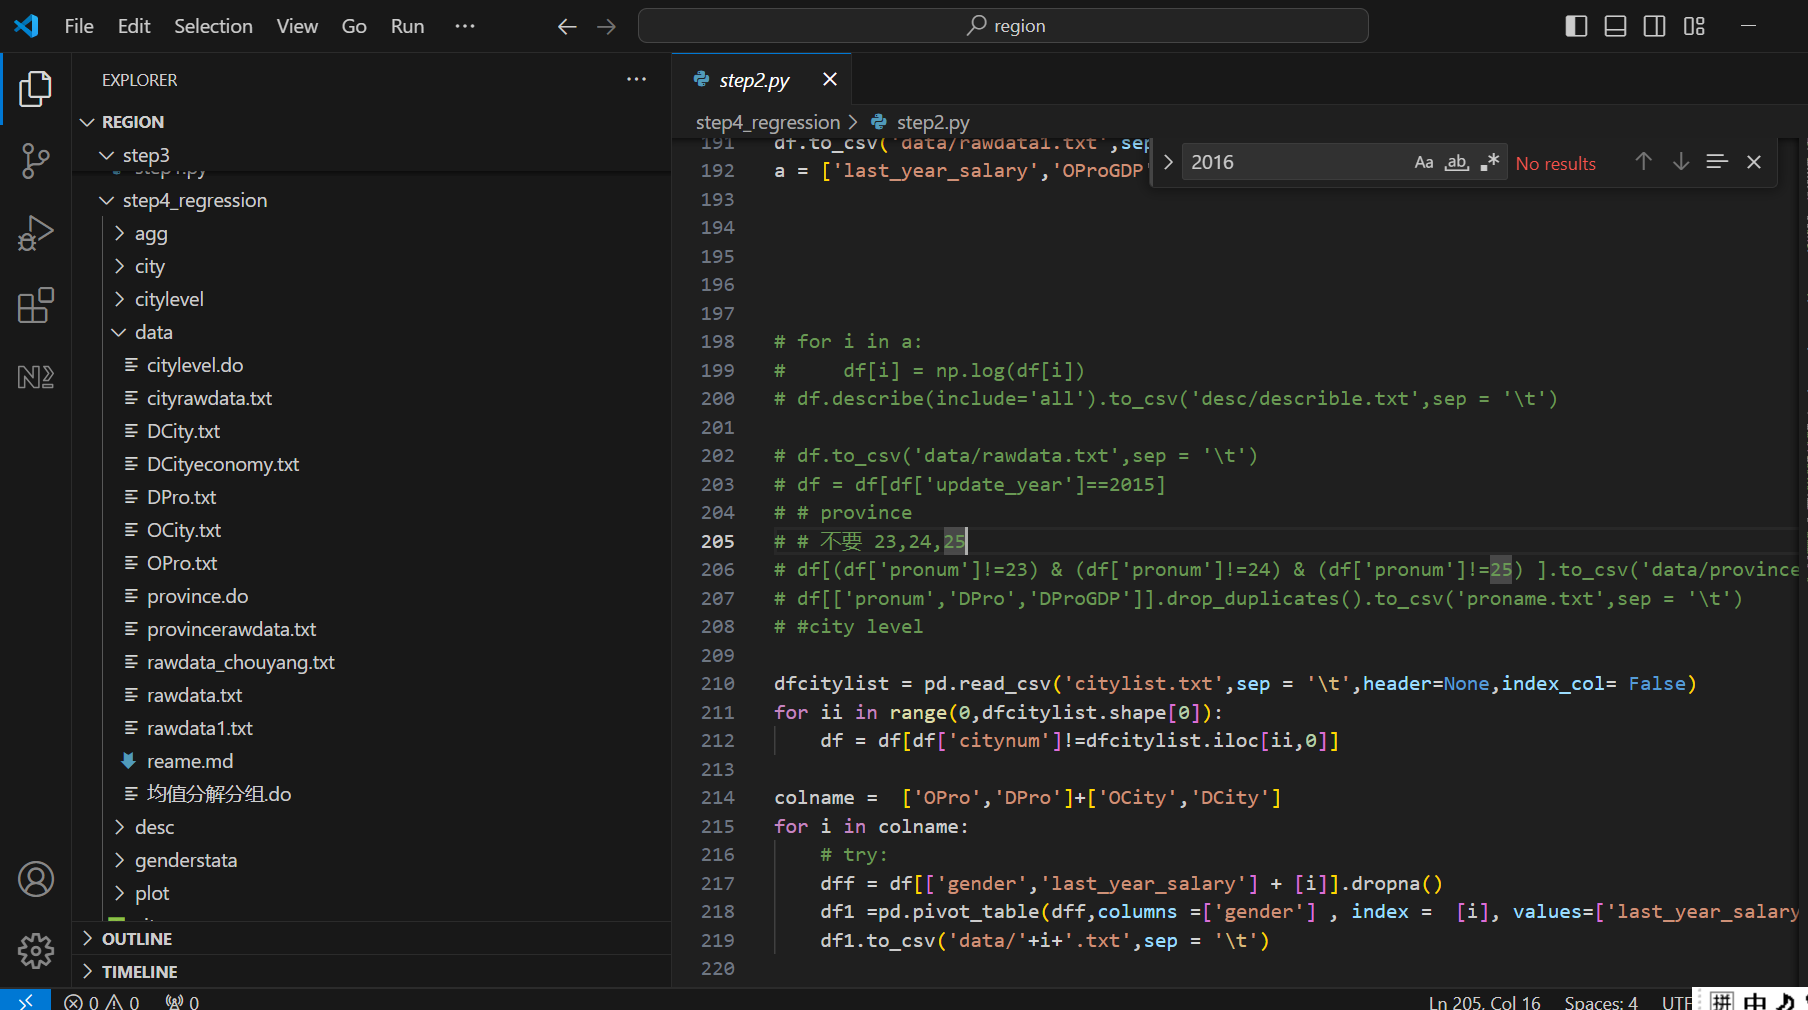 File Edit Selection View Go Run ··· ← → region
EXPLORER ···
REGION
step3
step4_regression
agg
city
citylevel
data
citylevel.do
cityrawdata.txt
DCity.txt
DCityeconomy.txt
DPro.txt
OCity.txt
OPro.txt
province.do
provincerawdata.txt
rawdata_chouyang.txt
rawdata.txt
rawdata1.txt
reame.md
均值分解分组.do
desc
genderstata
plot
OUTLINE
TIMELINE
step2.py
step4_regression > step2.py
2016 Aa ab .* No results
191 df.to_csv('data/rawdata1.txt',sep
192 a = ['last_year_salary','OProGDP'
193
194
195
196
197
198 # for i in a:
199 #     df[i] = np.log(df[i])
200 # df.describe(include='all').to_csv('desc/describle.txt',sep = '\t')
201
202 # df.to_csv('data/rawdata.txt',sep = '\t')
203 # df = df[df['update_year']==2015]
204 # # province
205 # # 不要 23,24,25
206 # df[(df['pronum']!=23) & (df['pronum']!=24) & (df['pronum']!=25) ].to_csv('data/province
207 # df[['pronum','DPro','DProGDP']].drop_duplicates().to_csv('proname.txt',sep = '\t')
208 # #city level
209
210 dfcitylist = pd.read_csv('citylist.txt',sep = '\t',header=None,index_col= False)
211 for ii in range(0,dfcitylist.shape[0]):
212     df = df[df['citynum']!=dfcitylist.iloc[ii,0]]
213
214 colname =  ['OPro','DPro']+['OCity','DCity']
215 for i in colname:
216     # try:
217     dff = df[['gender','last_year_salary'] + [i]].dropna()
218     df1 =pd.pivot_table(dff,columns =['gender'] , index =  [i], values=['last_year_salary
219     df1.to_csv('data/'+i+'.txt',sep = '\t')
220
0 0 0 Ln 205, Col 16 Spaces: 4 UTF 拼 中